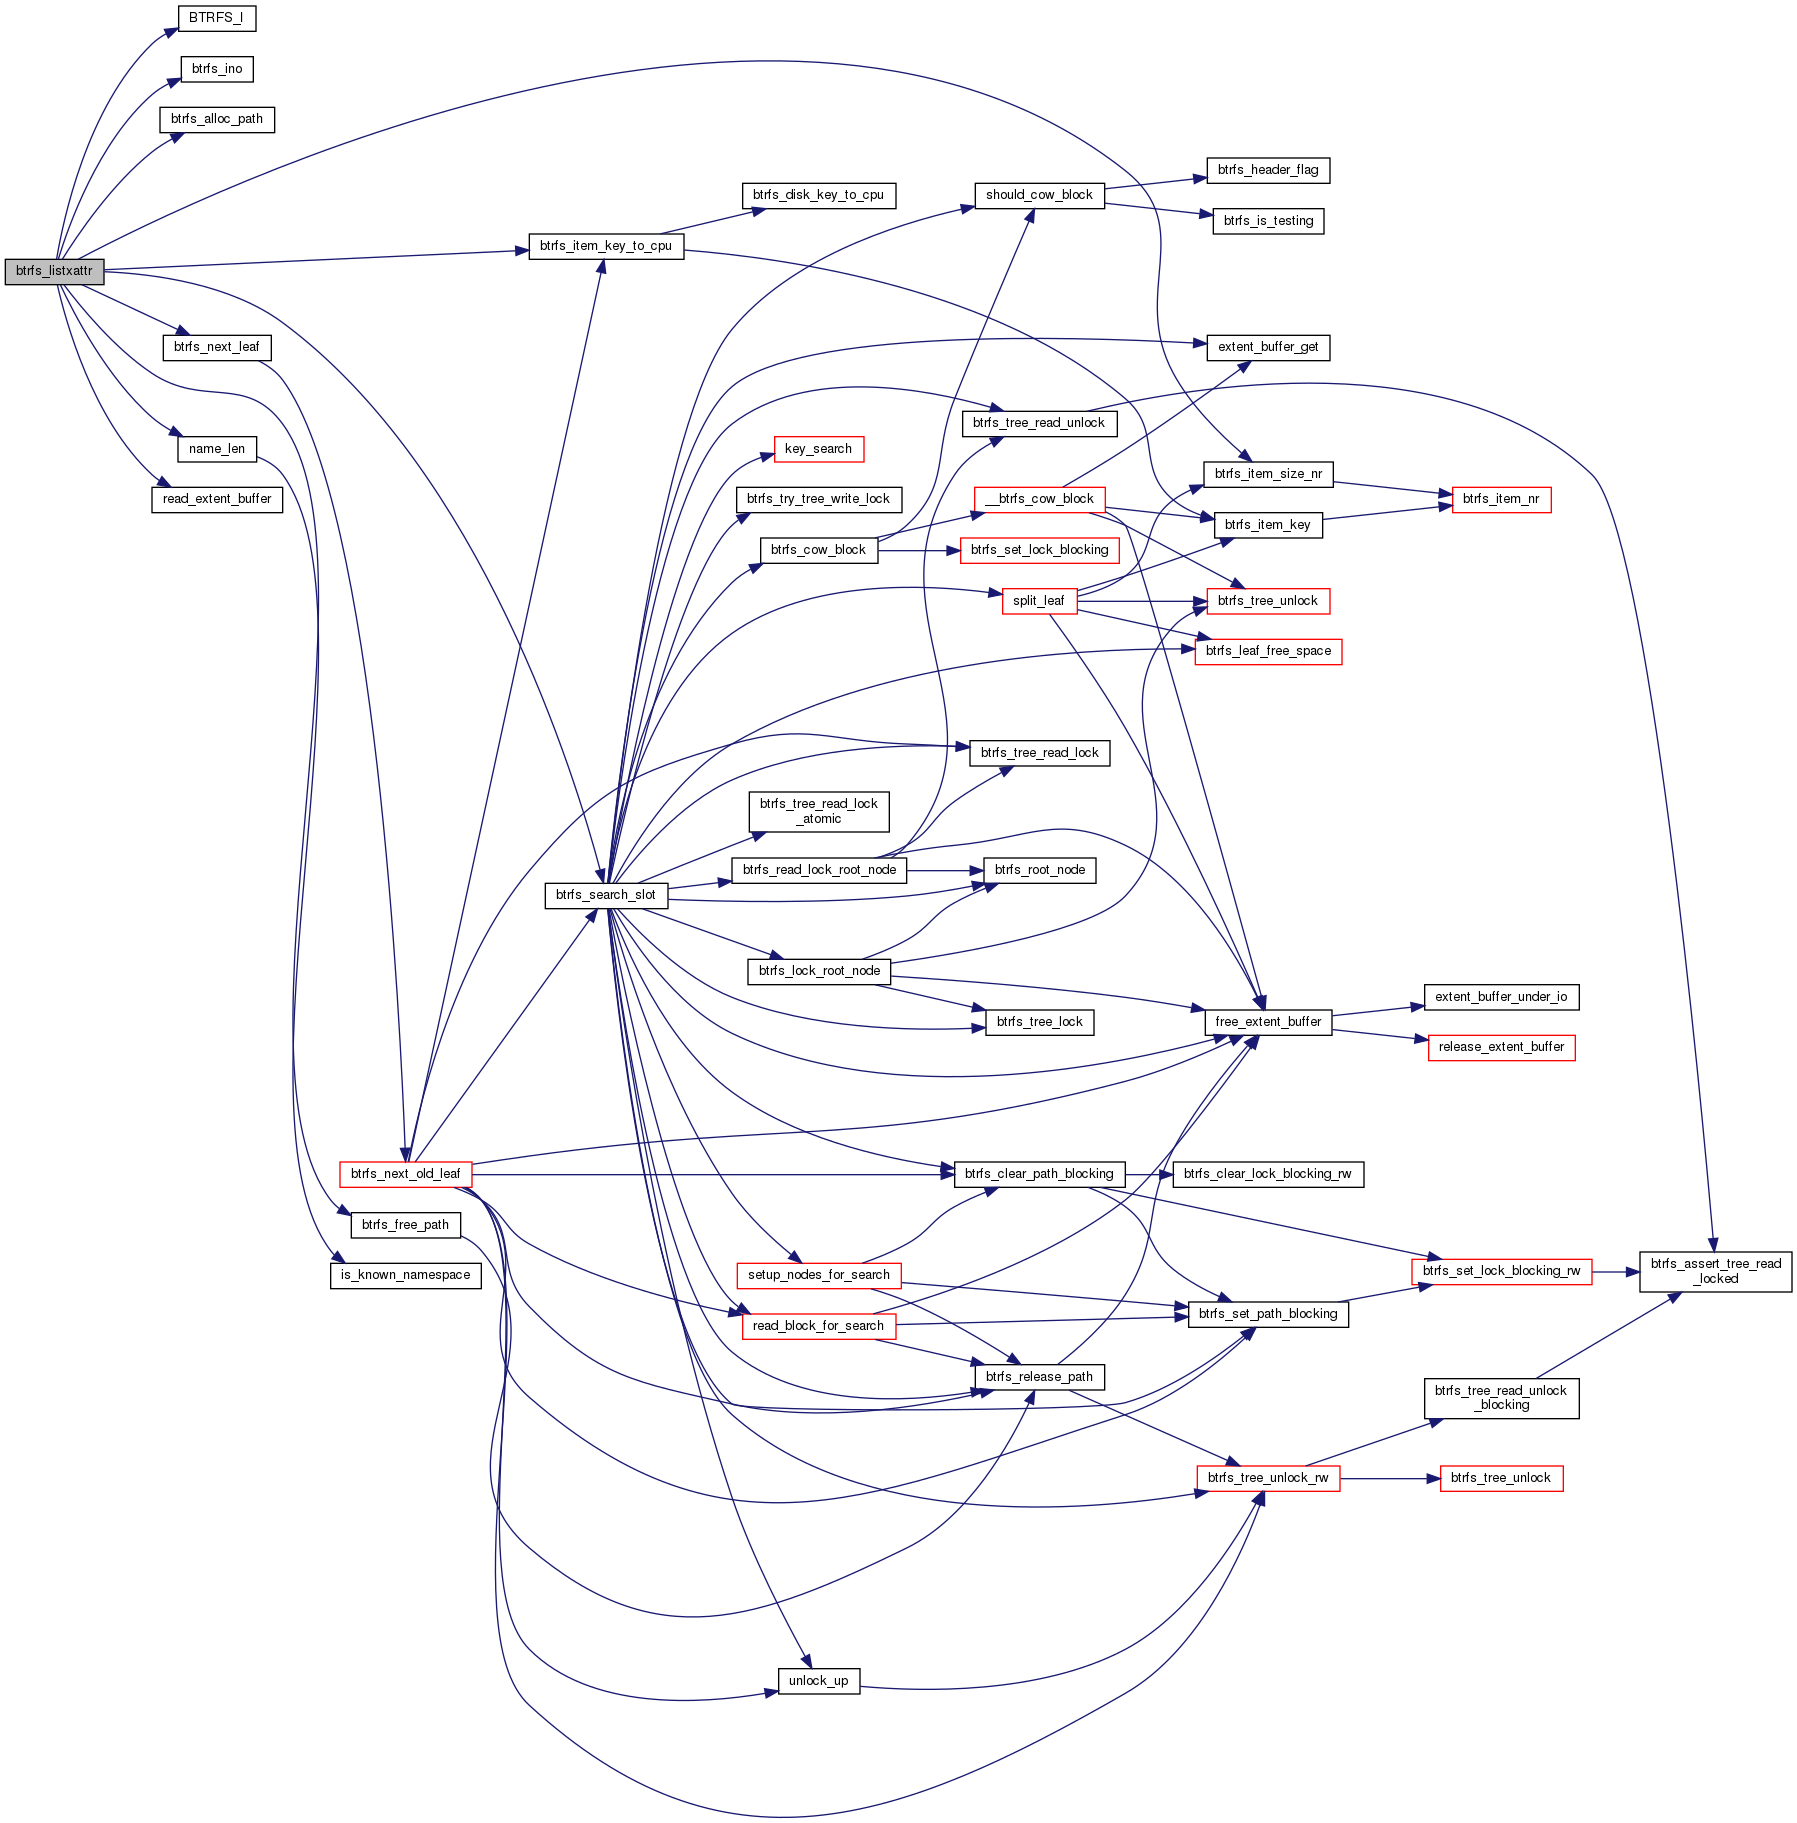 BTRFS_I
btrfs_ino
btrfs_alloc_path
btrfs_header_flag
btrfs_disk_key_to_cpu
should_cow_block
btrfs_is_testing
btrfs_item_key_to_cpu
btrfs_listxattr
btrfs_next_leaf
extent_buffer_get
btrfs_tree_read_unlock
name_len
key_search
btrfs_item_size_nr
read_extent_buffer
btrfs_try_tree_write_lock
__btrfs_cow_block
btrfs_item_nr
btrfs_item_key
btrfs_cow_block
btrfs_set_lock_blocking
split_leaf
btrfs_tree_unlock
btrfs_leaf_free_space
btrfs_tree_read_lock
btrfs_tree_read_lock
_atomic
btrfs_read_lock_root_node
btrfs_root_node
btrfs_search_slot
btrfs_lock_root_node
extent_buffer_under_io
btrfs_tree_lock
free_extent_buffer
release_extent_buffer
btrfs_next_old_leaf
btrfs_clear_path_blocking
btrfs_clear_lock_blocking_rw
btrfs_free_path
is_known_namespace
setup_nodes_for_search
btrfs_set_lock_blocking_rw
btrfs_assert_tree_read
_locked
read_block_for_search
btrfs_set_path_blocking
btrfs_release_path
btrfs_tree_read_unlock
_blocking
btrfs_tree_unlock_rw
btrfs_tree_unlock
unlock_up